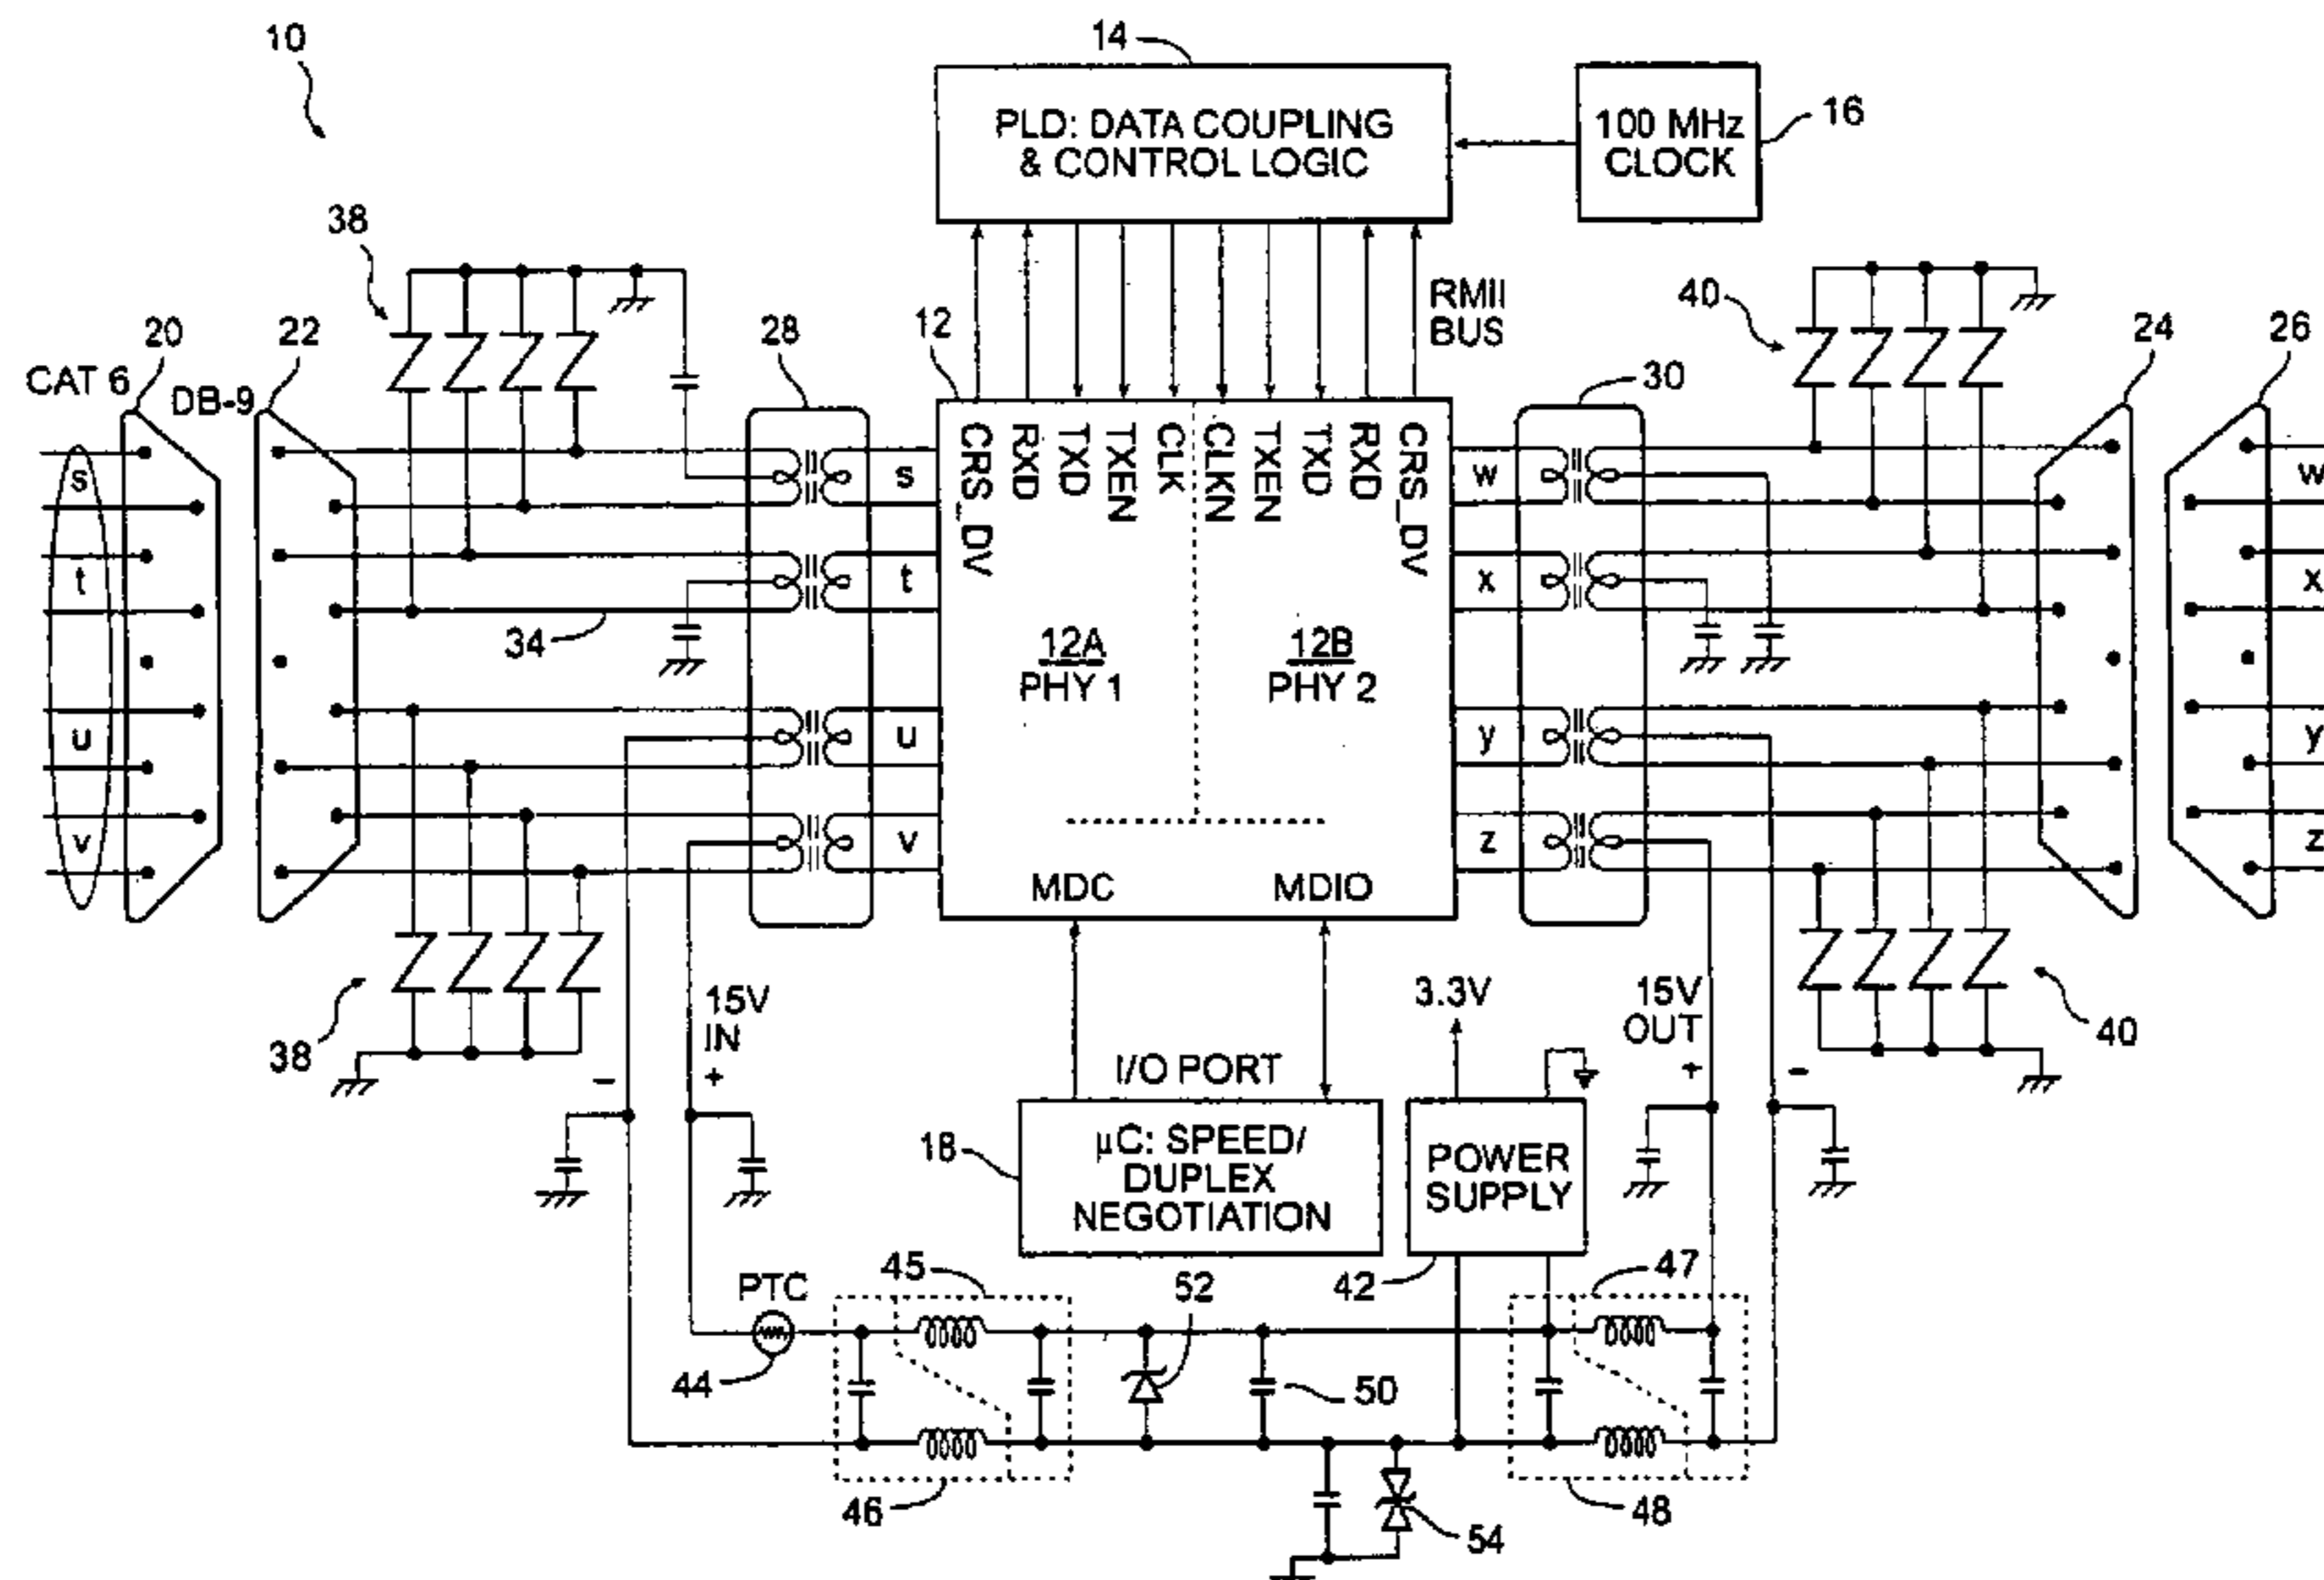 10
14
PLD: DATA COUPLING
& CONTROL LOGIC
100 MHz
CLOCK
16
38
RMII
BUS
40
20
22
28
12
30
24
26
CAT 6
DB-9
s
t
u
v
s
t
u
v
CRS_DV
RXD
TXD
TXEN
CLK
CLKN
TXEN
TXD
RXD
CRS_DV
w
x
y
z
w
x
y
z
34
12A
PHY 1
12B
PHY 2
MDC
MDIO
38
15V
IN
−
+
I/O PORT
3.3V
15V
OUT
+
−
40
18
µC: SPEED/
DUPLEX
NEGOTIATION
POWER
SUPPLY
42
PTC
44
45
52
47
50
46
48
54